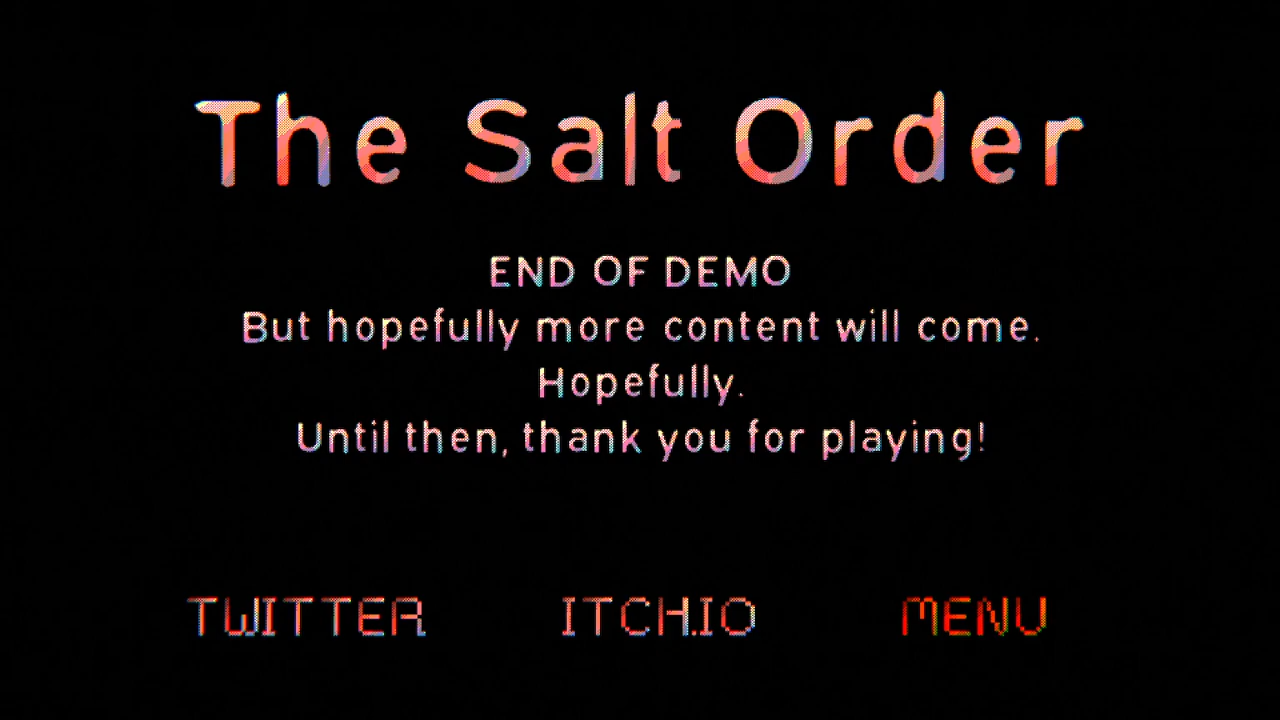 The Salt Order
END OF DEMO
But hopefully more content will come.
Hopefully.
Until then, thank you for playing!
TWITTER ITCH.IO MENU